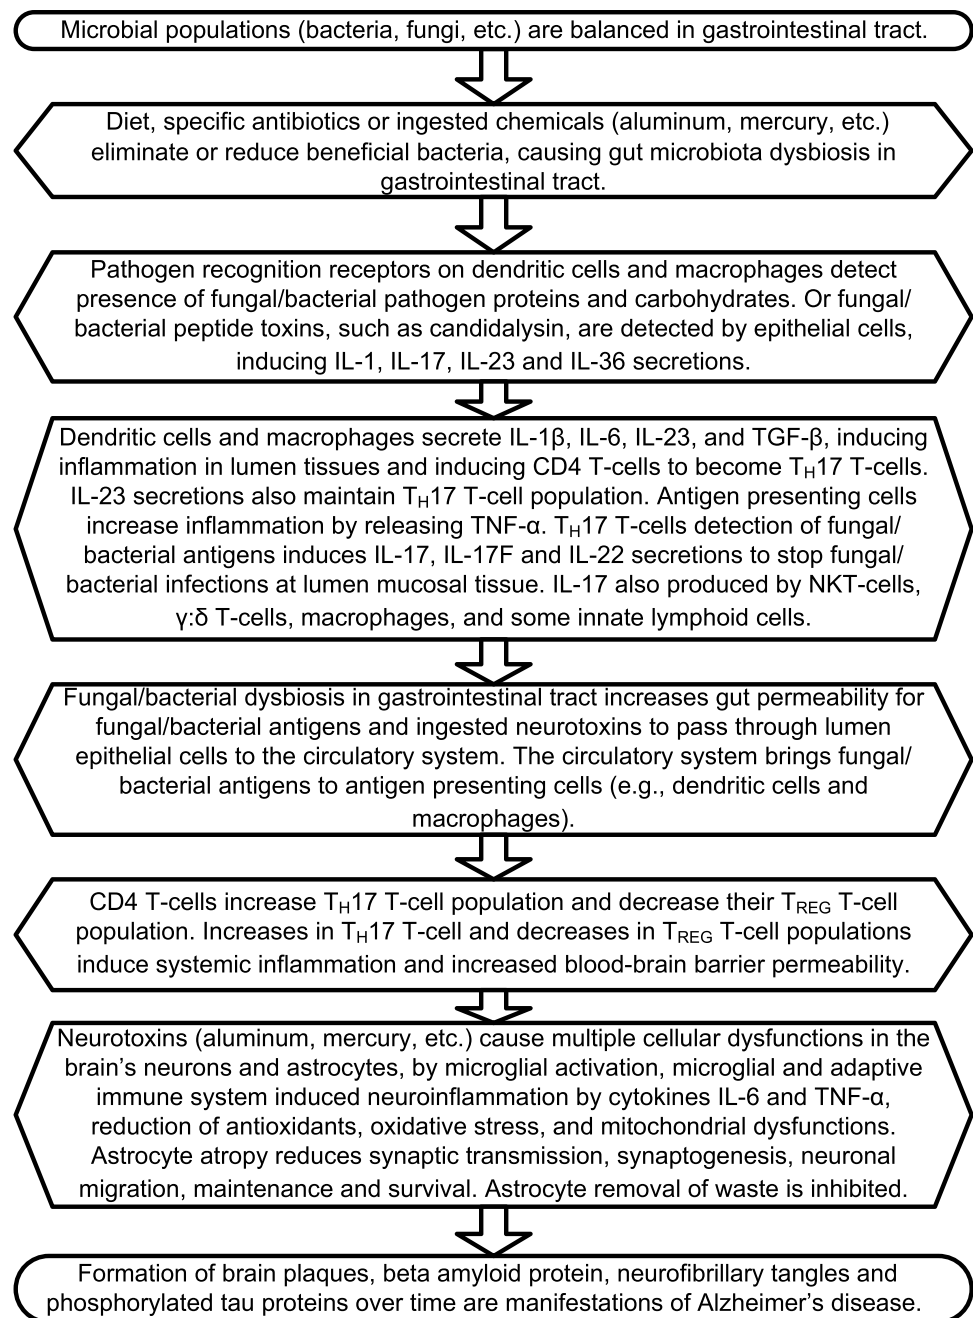 Microbial populations (bacteria, fungi, etc.) are balanced in gastrointestinal tract.
Diet, specific antibiotics or ingested chemicals (aluminum, mercury, etc.)
eliminate or reduce beneficial bacteria, causing gut microbiota dysbiosis in
gastrointestinal tract.
Pathogen recognition receptors on dendritic cells and macrophages detect
presence of fungal/bacterial pathogen proteins and carbohydrates. Or fungal/
bacterial peptide toxins, such as candidalysin, are detected by epithelial cells,
inducing IL-1, IL-17, IL-23 and IL-36 secretions.
Dendritic cells and macrophages secrete IL-1β, IL-6, IL-23, and TGF-β, inducing
inflammation in lumen tissues and inducing CD4 T-cells to become TH17 T-cells.
IL-23 secretions also maintain TH17 T-cell population. Antigen presenting cells
increase inflammation by releasing TNF-α. TH17 T-cells detection of fungal/
bacterial antigens induces IL-17, IL-17F and IL-22 secretions to stop fungal/
bacterial infections at lumen mucosal tissue. IL-17 also produced by NKT-cells,
γ:δ T-cells, macrophages, and some innate lymphoid cells.
Fungal/bacterial dysbiosis in gastrointestinal tract increases gut permeability for
fungal/bacterial antigens and ingested neurotoxins to pass through lumen
epithelial cells to the circulatory system. The circulatory system brings fungal/
bacterial antigens to antigen presenting cells (e.g., dendritic cells and
macrophages).
CD4 T-cells increase TH17 T-cell population and decrease their TREG T-cell
population. Increases in TH17 T-cell and decreases in TREG T-cell populations
induce systemic inflammation and increased blood-brain barrier permeability.
Neurotoxins (aluminum, mercury, etc.) cause multiple cellular dysfunctions in the
brain's neurons and astrocytes, by microglial activation, microglial and adaptive
immune system induced neuroinflammation by cytokines IL-6 and TNF-α,
reduction of antioxidants, oxidative stress, and mitochondrial dysfunctions.
Astrocyte atropy reduces synaptic transmission, synaptogenesis, neuronal
migration, maintenance and survival. Astrocyte removal of waste is inhibited.
Formation of brain plaques, beta amyloid protein, neurofibrillary tangles and
phosphorylated tau proteins over time are manifestations of Alzheimer's disease.